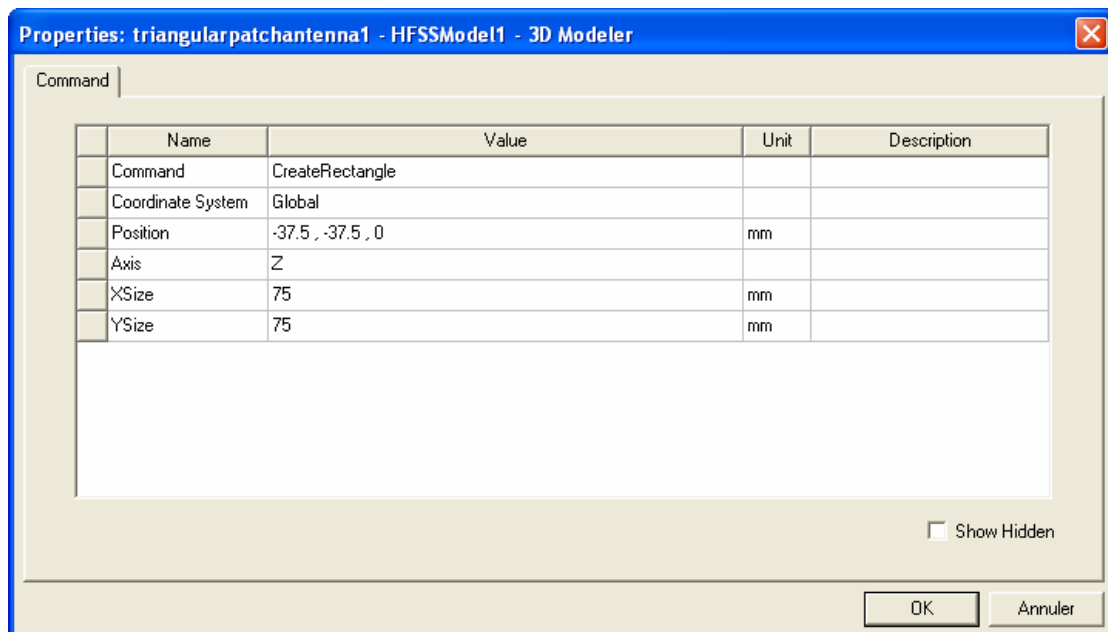 Properties: triangularpatchantenna1 - HFSSModel1 - 3D Modeler
Command
Name Value Unit Description
Command CreateRectangle
Coordinate System Global
Position -37.5 , -37.5 , 0 mm
Axis Z
XSize 75 mm
YSize 75 mm
Show Hidden
OK Annuler